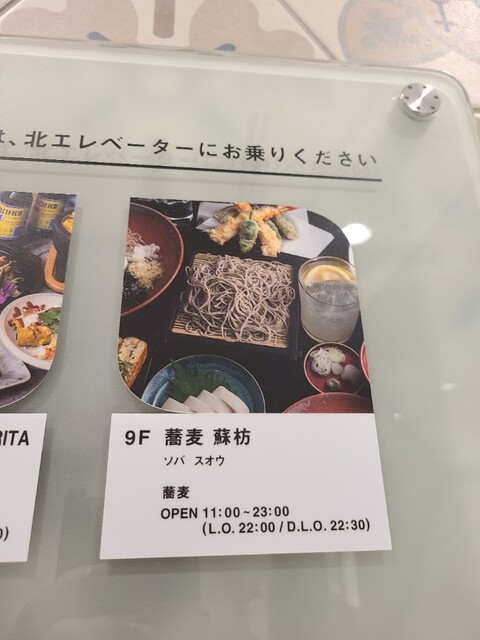 は、北エレベーターにお乗りください
RITA
9F 蕎麦 蘇枋
ソバ スオウ
蕎麦
OPEN 11:00~23:00
(L.O. 22:00 / D.L.O. 22:30)